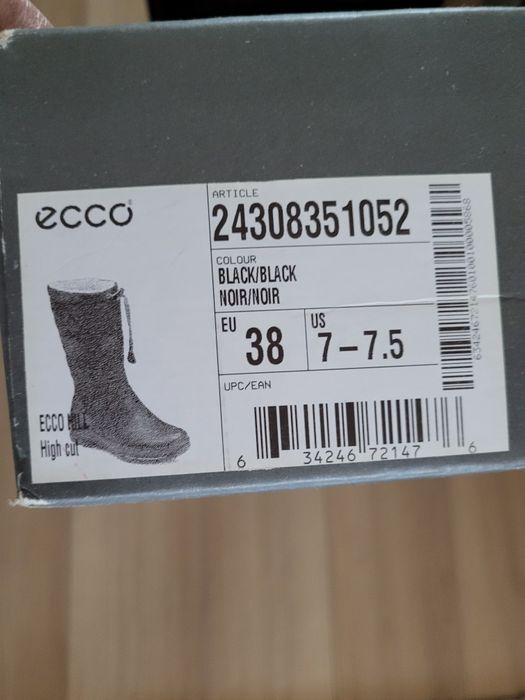 ecco
ARTICLE
24308351052
COLOUR
BLACK/BLACK
NOIR/NOIR
EU
38
US
7-7.5
UPC/EAN
6 34246 72147 6
ECCO HILL
High cut